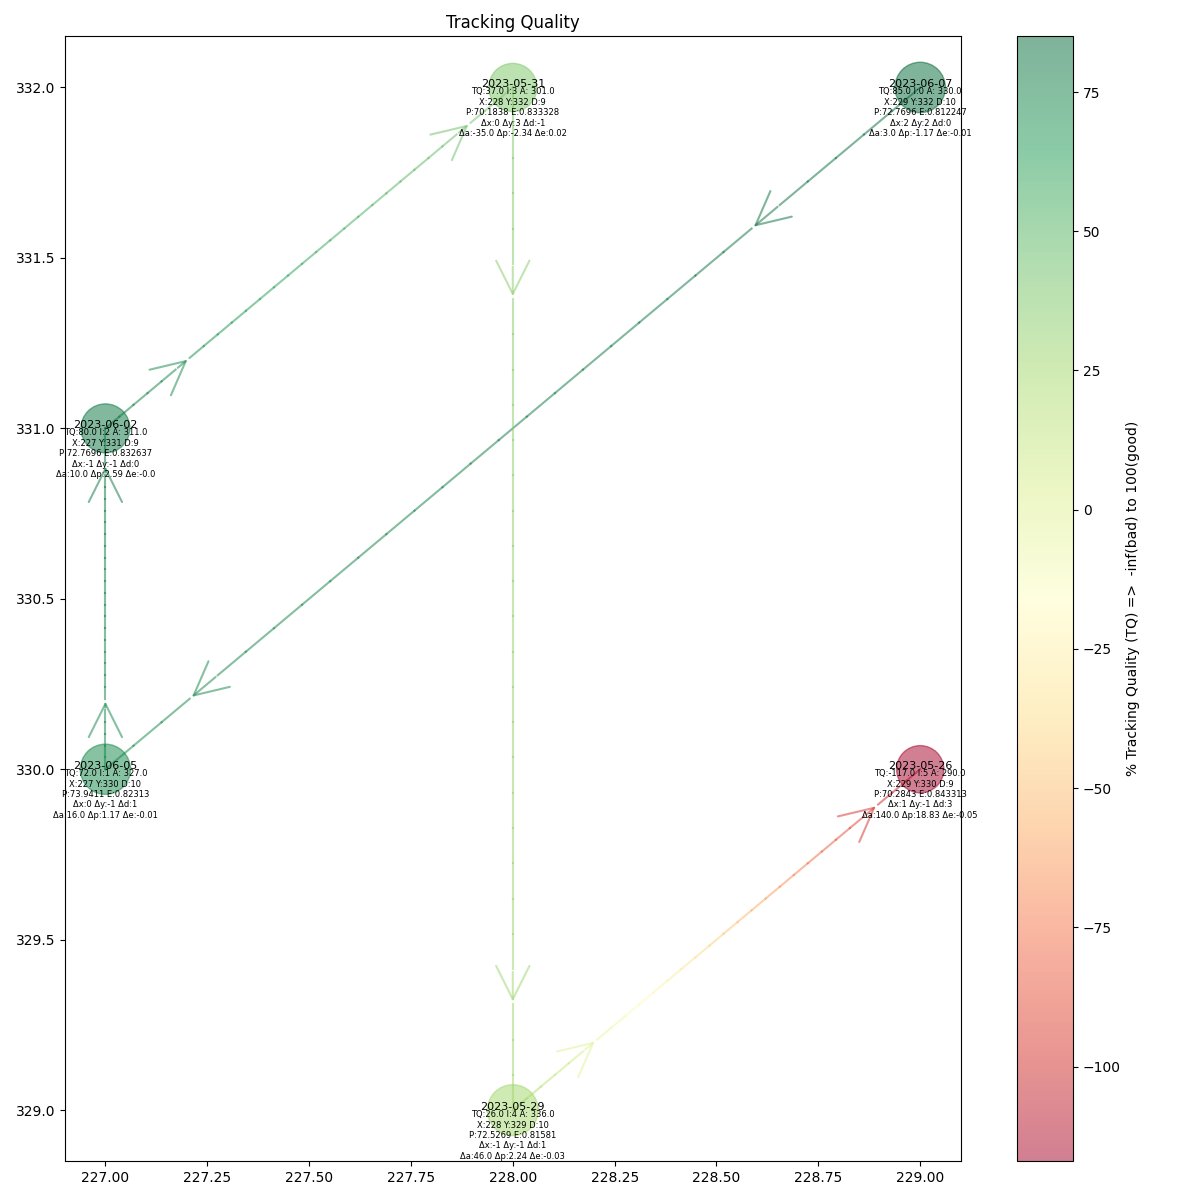 Tracking Quality
2023-05-31
TQ:37.0 I:3 A: 301.0
X:228 Y:332 D:9
P:70.1838 E:0.833328
Δx:0 Δy:3 Δd:-1
Δa:-35.0 Δp:-2.34 Δe:0.02
2023-06-07
TQ:85.0 I:0 A: 330.0
X:229 Y:332 D:10
P:72.7696 E:0.812247
Δx:2 Δy:2 Δd:0
Δa:3.0 Δp:-1.17 Δe:-0.01
2023-06-02
TQ:80.0 I:2 A: 311.0
X:227 Y:331 D:9
P:72.7696 E:0.832637
Δx:-1 Δy:-1 Δd:0
Δa:10.0 Δp:2.59 Δe:-0.0
2023-06-05
TQ:72.0 I:1 A: 327.0
X:227 Y:330 D:10
P:73.9411 E:0.82313
Δx:0 Δy:-1 Δd:1
Δa:16.0 Δp:1.17 Δe:-0.01
2023-05-26
TQ:-117.0 I:5 A: 290.0
X:229 Y:330 D:9
P:70.2843 E:0.843313
Δx:1 Δy:-1 Δd:3
Δa:140.0 Δp:18.83 Δe:-0.05
2023-05-29
TQ:26.0 I:4 A: 336.0
X:228 Y:329 D:10
P:72.5269 E:0.81581
Δx:-1 Δy:-1 Δd:1
Δa:46.0 Δp:2.24 Δe:-0.03
332.0
331.5
331.0
330.5
330.0
329.5
329.0
227.00 227.25 227.50 227.75 228.00 228.25 228.50 228.75 229.00
75
50
25
0
−25
−50
−75
−100
% Tracking Quality (TQ) => -inf(bad) to 100(good)